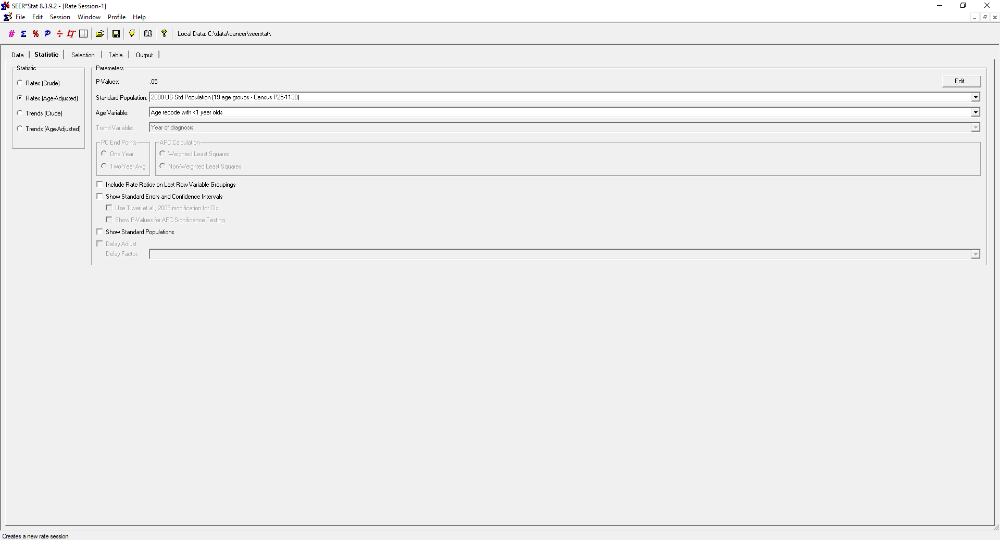 SEER*Stat 8.3.9.2 - [Rate Session-1]
File Edit Session Window Profile Help
# Σ % P ÷ LT ? Local Data: C:\data\cancer\seerstat\
Data Statistic Selection Table Output
Statistic
Rates (Crude)
Rates (Age-Adjusted)
Trends (Crude)
Trends (Age-Adjusted)
Parameters
P-Values: .05 Edit...
Standard Population: 2000 US Std Population (19 age groups - Census P25-1130)
Age Variable: Age recode with <1 year olds
Trend Variable: Year of diagnosis
PC End Points
One Year
Two-Year Avg.
APC Calculation
Weighted Least Squares
Non-Weighted Least Squares
Include Rate Ratios on Last Row Variable Groupings
Show Standard Errors and Confidence Intervals
Use Tiwari et al., 2006 modification for CIs
Show P-Values for APC Significance Testing
Show Standard Populations
Delay Adjust
Delay Factor:
Creates a new rate session